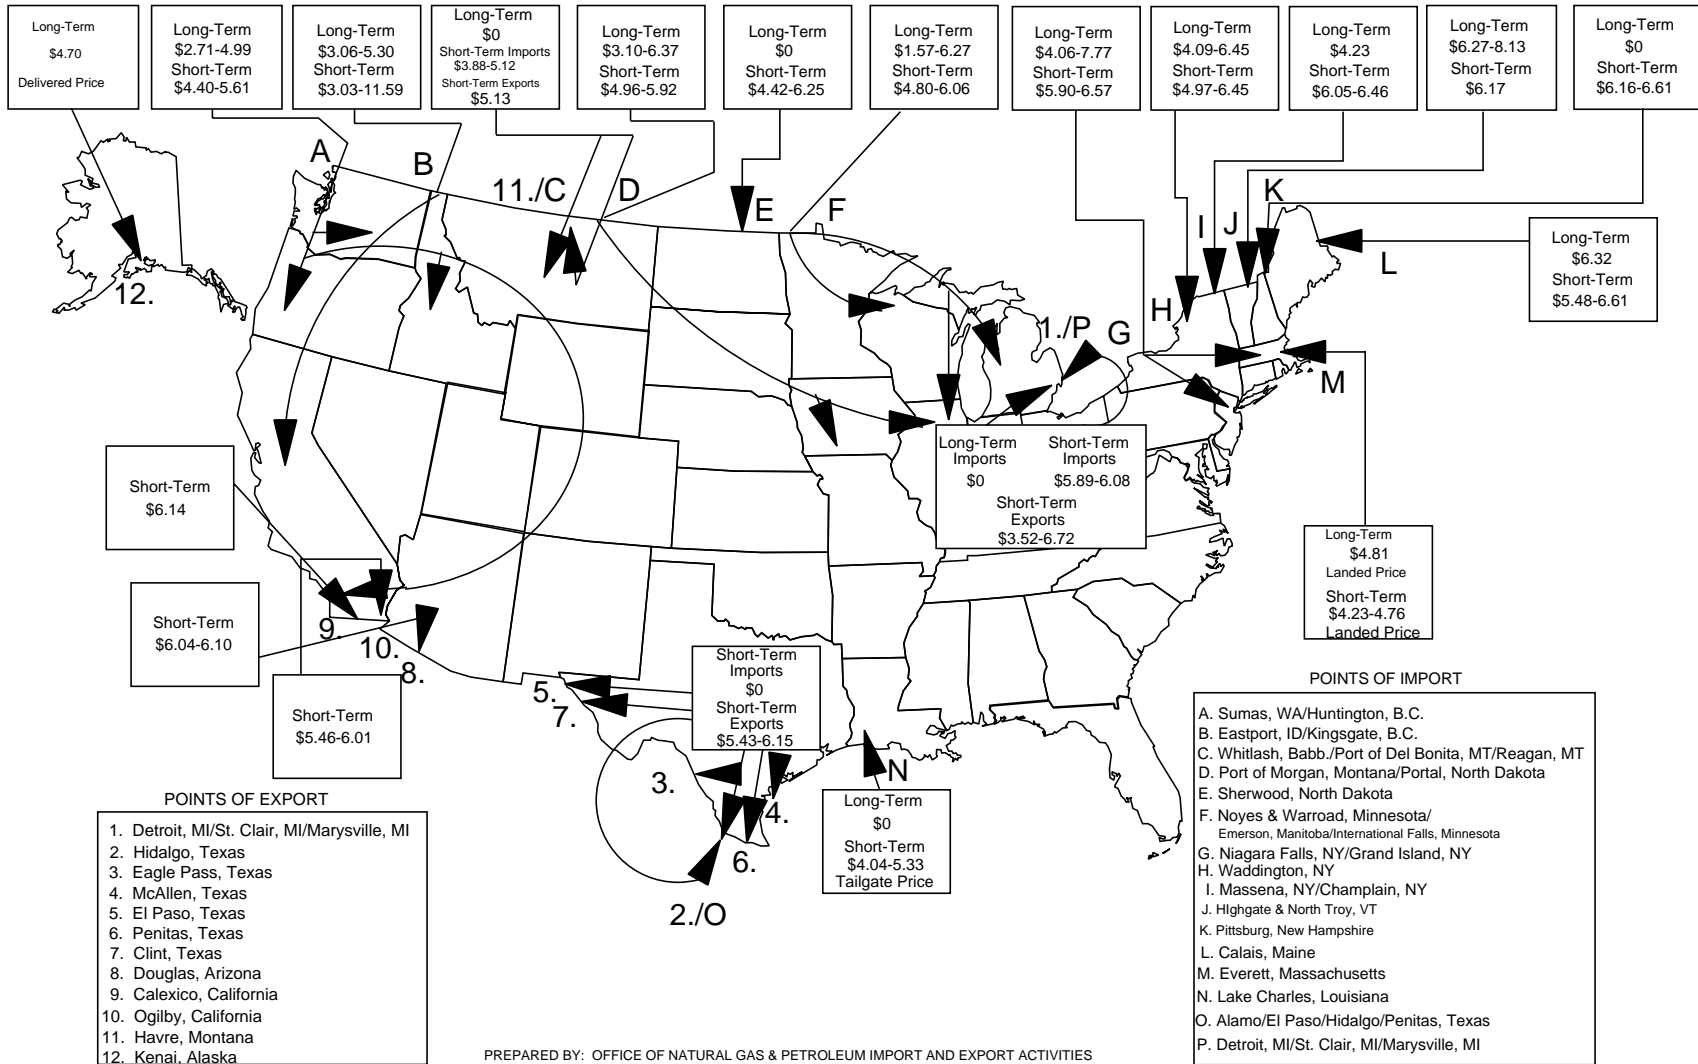 Long-Term
$4.70
Delivered Price
Long-Term
$2.71-4.99
Short-Term
$4.40-5.61
Long-Term
$3.06-5.30
Short-Term
$3.03-11.59
Long-Term
$0
Short-Term Imports
$3.88-5.12
Short-Term Exports
$5.13
Long-Term
$3.10-6.37
Short-Term
$4.96-5.92
Long-Term
$0
Short-Term
$4.42-6.25
Long-Term
$1.57-6.27
Short-Term
$4.80-6.06
Long-Term
$4.06-7.77
Short-Term
$5.90-6.57
Long-Term
$4.09-6.45
Short-Term
$4.97-6.45
Long-Term
$4.23
Short-Term
$6.05-6.46
Long-Term
$6.27-8.13
Short-Term
$6.17
Long-Term
$0
Short-Term
$6.16-6.61
A
B
11./C
D
E
F
1./P
G
H
I
J
K
L
M
12.
Long-Term
$6.32
Short-Term
$5.48-6.61
Long-Term
Imports
$0
Short-Term
Imports
$5.89-6.08
Short-Term
Exports
$3.52-6.72
Short-Term
$6.14
Short-Term
$6.04-6.10
Short-Term
$5.46-6.01
9.
10.
8.
5.
7.
3.
4.
6.
2./O
N
Short-Term
Imports
$0
Short-Term
Exports
$5.43-6.15
Long-Term
$0
Short-Term
$4.04-5.33
Tailgate Price
Long-Term
$4.81
Landed Price
Short-Term
$4.23-4.76
Landed Price
POINTS OF EXPORT
1. Detroit, MI/St. Clair, MI/Marysville, MI
2. Hidalgo, Texas
3. Eagle Pass, Texas
4. McAllen, Texas
5. El Paso, Texas
6. Penitas, Texas
7. Clint, Texas
8. Douglas, Arizona
9. Calexico, California
10. Ogilby, California
11. Havre, Montana
12. Kenai, Alaska
POINTS OF IMPORT
A. Sumas, WA/Huntington, B.C.
B. Eastport, ID/Kingsgate, B.C.
C. Whitlash, Babb./Port of Del Bonita, MT/Reagan, MT
D. Port of Morgan, Montana/Portal, North Dakota
E. Sherwood, North Dakota
F. Noyes & Warroad, Minnesota/
Emerson, Manitoba/International Falls, Minnesota
G. Niagara Falls, NY/Grand Island, NY
H. Waddington, NY
I. Massena, NY/Champlain, NY
J. HIghgate & North Troy, VT
K. Pittsburg, New Hampshire
L. Calais, Maine
M. Everett, Massachusetts
N. Lake Charles, Louisiana
O. Alamo/El Paso/Hidalgo/Penitas, Texas
P. Detroit, MI/St. Clair, MI/Marysville, MI
PREPARED BY: OFFICE OF NATURAL GAS & PETROLEUM IMPORT AND EXPORT ACTIVITIES